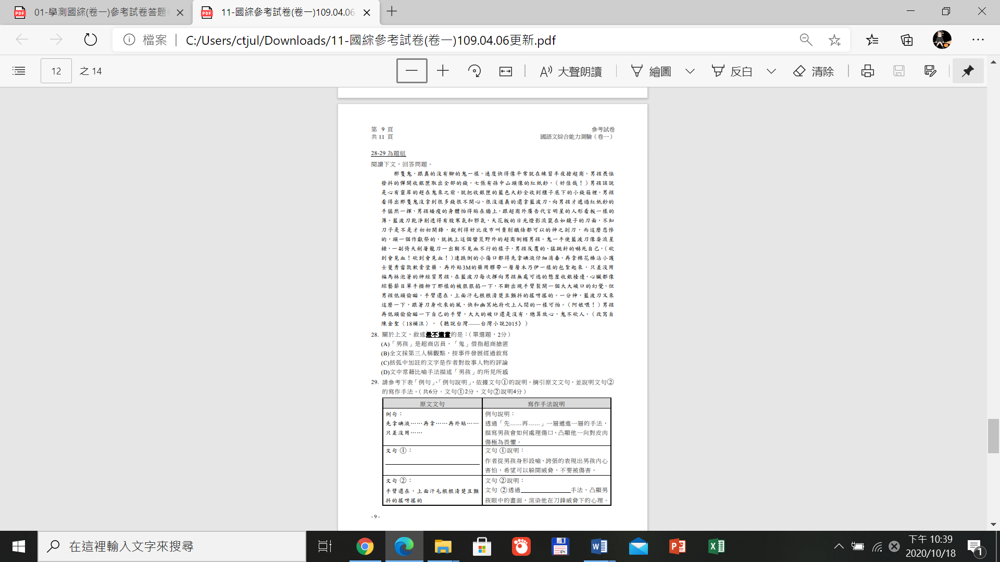 01-學測國綜(卷一)參考試卷答題
11-國綜參考試卷(卷一)109.04.06
檔案
C:/Users/ctjul/Downloads/11-國綜參考試卷(卷一)109.04.06更新.pdf
12 之 14
大聲朗讀
繪圖
反白
清除
第 9 頁
共 11 頁
參考試卷
國語文綜合能力測驗（卷一）
28-29 為題組
閱讀下文，回答問題。
那隻鬼，跟真的沒有腳的鬼一樣，速度快得像平常就在練習半夜搶超商。男孩畏怯
發抖的彈開收銀匣取出全部的錢，七張有孫中山頭像的紅紙鈔，（好佳哉！）男孩該說
是心有靈犀的趕在鬼來之前，就把收銀匣的藍色大鈔全收到櫃子底下的小錢箱裡。男孩
看得出那隻鬼沒拿到很多錢很不開心，很沒道義的還拿藍波刀，向男孩才遞過紅紙鈔的
手猛然一揮，男孩矮瘦的身體怕得貼在牆上，跟超商外廣告代言明星的人形看板一樣的
薄。藍波刀乾淨剔透得有股寒氣和邪氣，天花板的日光燈影流竄在如鏡子的刀面，不知
刀子是不是才初初開鋒，銳利得好比夜市叫賣削鐵條都可以的神之剁刀，而這麼悲慘
的，頭一個作獻祭的，就挑上這個蠻荒野外的超商倒楣男孩。鬼一手使藍波刀像耍流星
錘，一副倚天劍屠龍刀一出鞘不見血不行的樣子，男孩反覆的、猛跳針的嚇死自己，（砍
到會見血！砍到會見血！）連跌倒的小傷口都得先拿碘液仔細消毒，再拿棉花棒沾小護
士曼秀雷敦軟膏塗藥，再外貼3M的藥用膠帶一層層木乃伊一樣的包紮起來，只差沒用
福馬林泡著的神經質男孩，在藍波刀每次揮向男孩無處可逃的懸崖收銀檯邊，心臟都像
綜藝節目單手擠柳丁那樣的被狠狠掐一下，不斷出現手臂裂開一個大大破口的幻覺，但
男孩低頭偷瞄，手臂還在，上面汗毛根根清楚且顫抖的搖呀搖的。一分神，藍波刀又來
這麼一下，跟著刀身吹來的風，快和幽冥地府吹上人間的一樣可怕。（阿娘喂！）男孩
再低頭偷偷瞄一下自己的手臂，大大的破口還是沒有，總算放心，鬼不砍人。（改寫自
陳金聖〈18補注〉，《聽說台灣——台灣小說2015》）
28. 關於上文，敘述最不適當的是：（單選題，2分）
(A)「男孩」是超商店員，「鬼」借指超商搶匪
(B)全文採第三人稱觀點，按事件發展經過敘寫
(C)括弧中加註的文字是作者對故事人物的評論
(D)文中常藉比喻手法描述「男孩」的所見所感
29. 請參考下表「例句」、「例句說明」，依據文句①的說明，摘引原文文句，並說明文句②
的寫作手法。（共6分。文句①2分，文句②說明4分）
原文文句
寫作手法說明
例句：
先拿碘液……再拿……再外貼……
只差沒用……
例句說明：
透過「先……再……」一層遞進一層的手法，
描寫男孩會如何處理傷口，凸顯他一向對皮肉
傷極為畏懼。
文句 ①：
文句 ①說明：
作者從男孩身形設喻，誇張的表現出男孩內心
害怕，希望可以躲開威脅，不要被傷害。
文句 ②：
手臂還在，上面汗毛根根清楚且顫
抖的搖呀搖的
文句 ②說明：
文句 ②透過＿＿＿＿＿＿手法，凸顯男
孩眼中的畫面，渲染他在刀鋒威脅下的心理。
- 9 -
在這裡輸入文字來搜尋
下午 10:39
2020/10/18
1